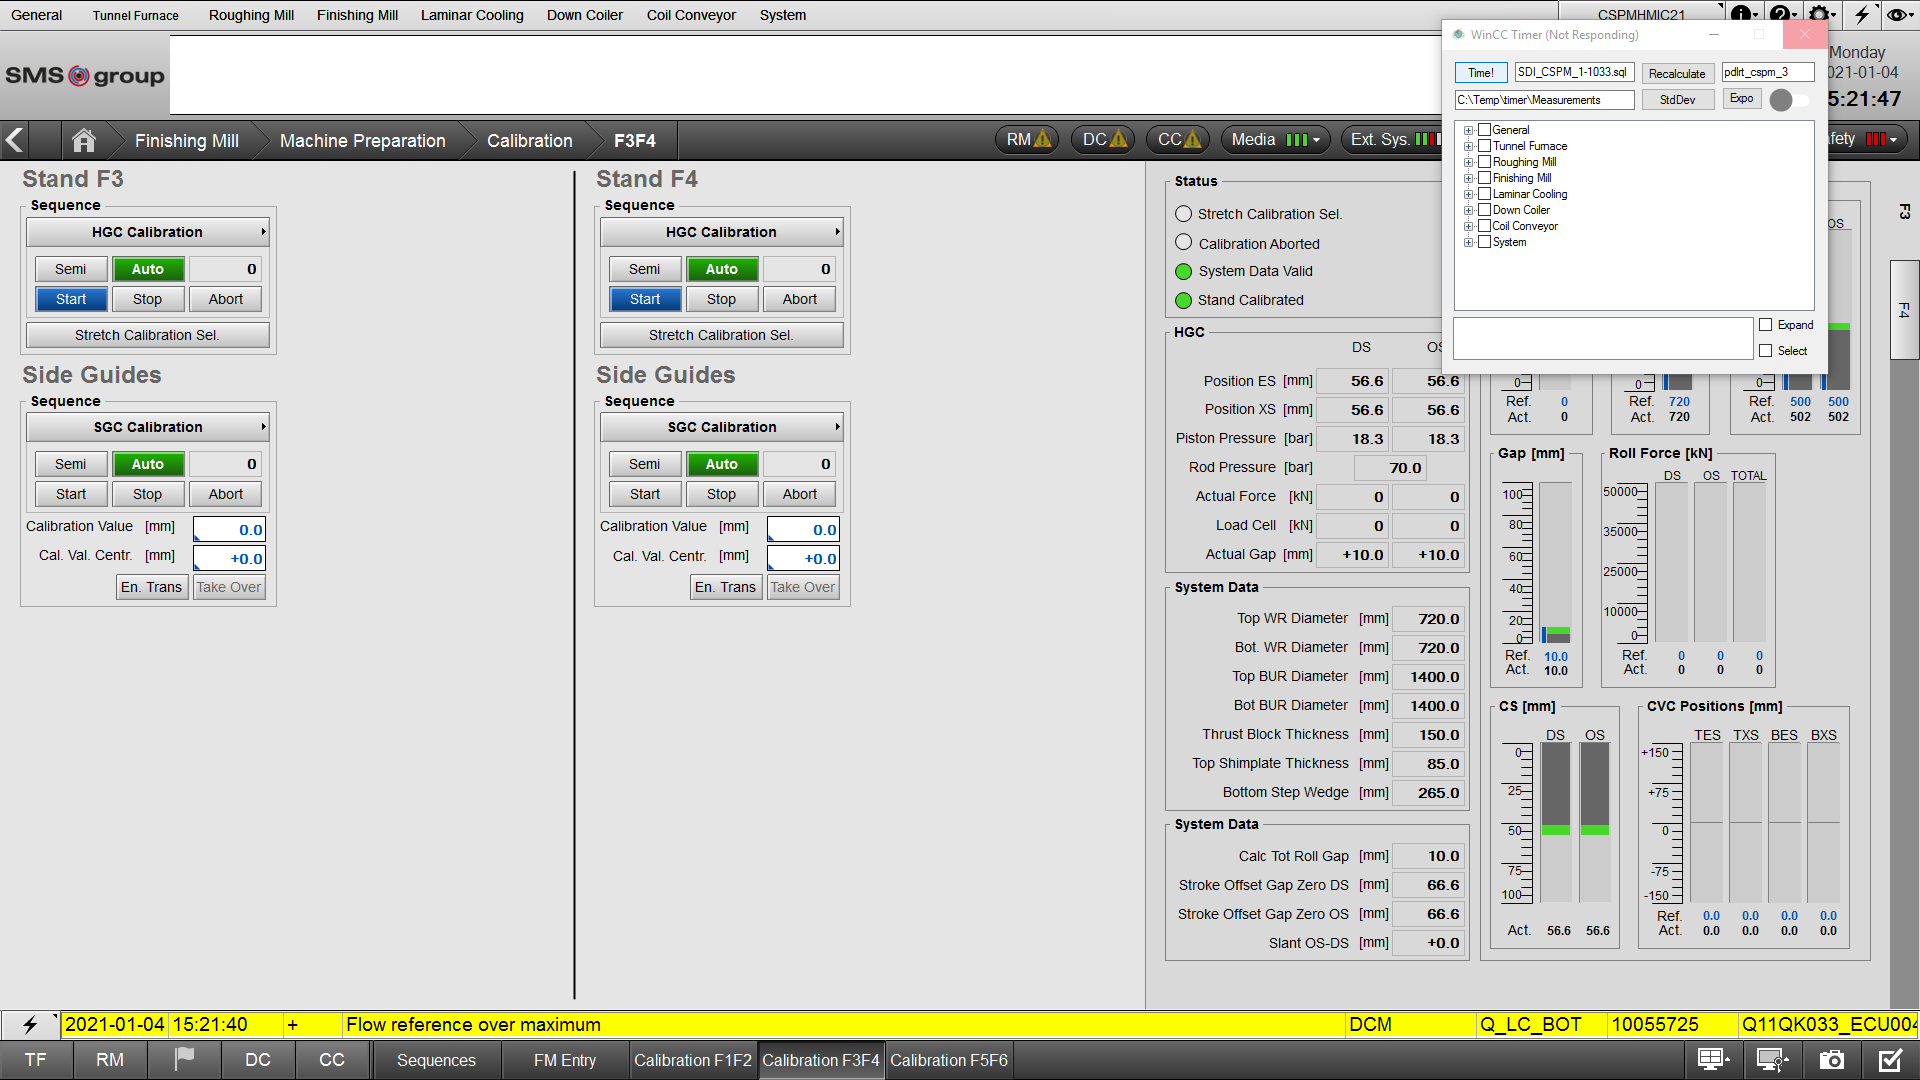 General Tunnel Furnace Roughing Mill Finishing Mill Laminar Cooling Down Coiler Coil Conveyor System CSPMHMIC21
SMS group
Monday
021-01-04
5:21:47
Finishing Mill Machine Preparation Calibration F3F4 RM DC CC Media Ext. Sys. fety
WinCC Timer (Not Responding)
Time! SDI_CSPM_1-1033.sql Recalculate pdlrt_cspm_3
C:\Temp\timer\Measurements StdDev Expo
General
Tunnel Furnace
Roughing Mill
Finishing Mill
Laminar Cooling
Down Coiler
Coil Conveyor
System
Expand
Select
Stand F3
Sequence
HGC Calibration
Semi Auto 0
Start Stop Abort
Stretch Calibration Sel.
Side Guides
Sequence
SGC Calibration
Semi Auto 0
Start Stop Abort
Calibration Value [mm] 0.0
Cal. Val. Centr. [mm] +0.0
En. Trans Take Over
Stand F4
Sequence
HGC Calibration
Semi Auto 0
Start Stop Abort
Stretch Calibration Sel.
Side Guides
Sequence
SGC Calibration
Semi Auto 0
Start Stop Abort
Calibration Value [mm] 0.0
Cal. Val. Centr. [mm] +0.0
En. Trans Take Over
Status
Stretch Calibration Sel.
Calibration Aborted
System Data Valid
Stand Calibrated
HGC
DS OS
Position ES [mm] 56.6 56.6
Position XS [mm] 56.6 56.6
Piston Pressure [bar] 18.3 18.3
Rod Pressure [bar] 70.0
Actual Force [kN] 0 0
Load Cell [kN] 0 0
Actual Gap [mm] +10.0 +10.0
System Data
Top WR Diameter [mm] 720.0
Bot. WR Diameter [mm] 720.0
Top BUR Diameter [mm] 1400.0
Bot BUR Diameter [mm] 1400.0
Thrust Block Thickness [mm] 150.0
Top Shimplate Thickness [mm] 85.0
Bottom Step Wedge [mm] 265.0
System Data
Calc Tot Roll Gap [mm] 10.0
Stroke Offset Gap Zero DS [mm] 66.6
Stroke Offset Gap Zero OS [mm] 66.6
Slant OS-DS [mm] +0.0
OS
0 0 0
Ref. 0 Ref. 720 Ref. 500 500
Act. 0 Act. 720 Act. 502 502
F3
F4
Gap [mm]
100
80
60
40
20
0
Ref. 10.0
Act. 10.0
Roll Force [kN]
DS OS TOTAL
50000
35000
25000
10000
0
Ref. 0 0 0
Act. 0 0 0
CS [mm]
DS OS
0
25
50
75
100
Act. 56.6 56.6
CVC Positions [mm]
TES TXS BES BXS
+150
+75
0
-75
-150
Ref. 0.0 0.0 0.0 0.0
Act. 0.0 0.0 0.0 0.0
2021-01-04 15:21:40 + Flow reference over maximum DCM Q_LC_BOT 10055725 Q11QK033_ECU004
TF RM DC CC Sequences FM Entry Calibration F1F2 Calibration F3F4 Calibration F5F6